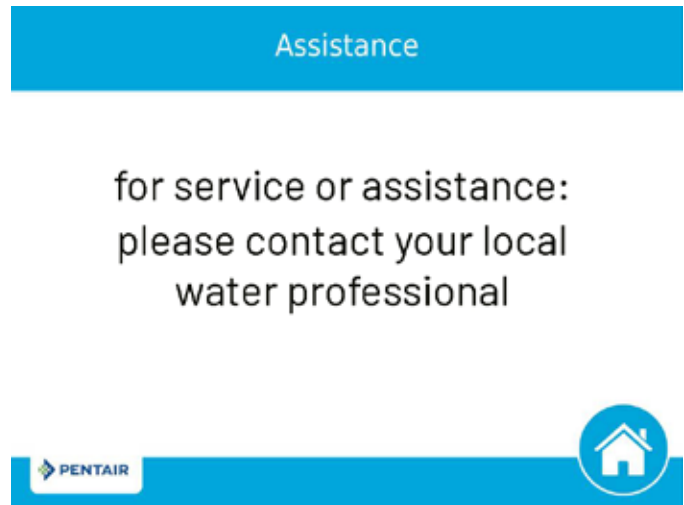 Assistance
for service or assistance:
please contact your local
water professional
PENTAIR